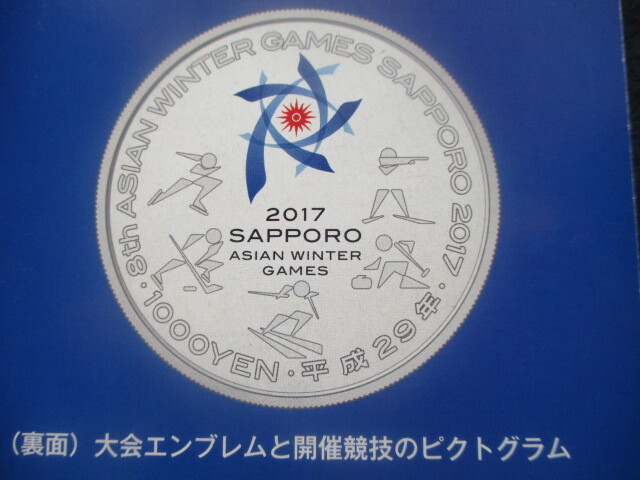 8th ASIAN WINTER GAMES SAPPORO 2017
2017
SAPPORO
ASIAN WINTER
GAMES
・1000YEN・平成29年・
（裏面）大会エンブレムと開催競技のピクトグラム